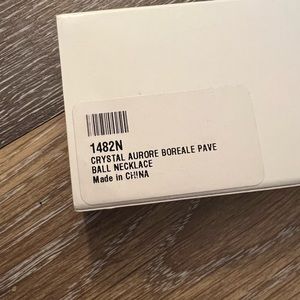 1482N
CRYSTAL AURORE BOREALE PAVE
BALL NECKLACE
Made in CHINA